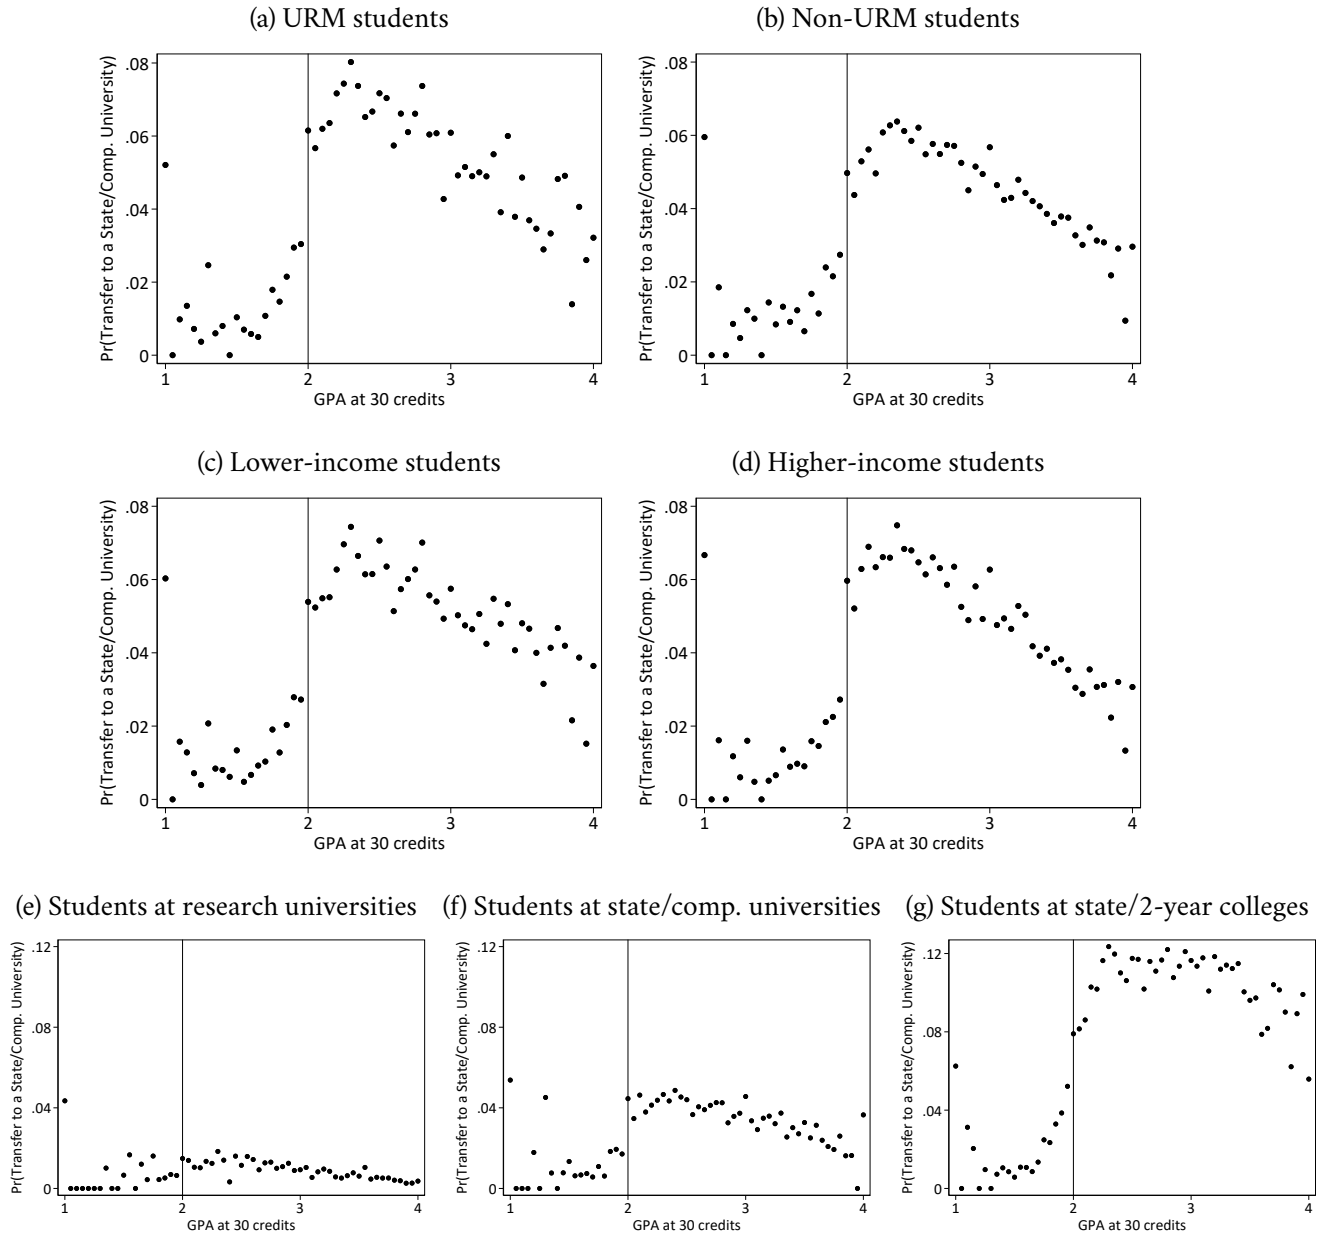 (a) URM students
Pr(Transfer to a State/Comp. University)
.08
.06
.04
.02
0
1 2 3 4
GPA at 30 credits
(b) Non-URM students
Pr(Transfer to a State/Comp. University)
.08
.06
.04
.02
0
1 2 3 4
GPA at 30 credits
(c) Lower-income students
Pr(Transfer to a State/Comp. University)
.08
.06
.04
.02
0
1 2 3 4
GPA at 30 credits
(d) Higher-income students
Pr(Transfer to a State/Comp. University)
.08
.06
.04
.02
0
1 2 3 4
GPA at 30 credits
(e) Students at research universities
Pr(Transfer to a State/Comp. University)
.12
.08
.04
0
1 2 3 4
GPA at 30 credits
(f) Students at state/comp. universities
Pr(Transfer to a State/Comp. University)
.12
.08
.04
0
1 2 3 4
GPA at 30 credits
(g) Students at state/2-year colleges
Pr(Transfer to a State/Comp. University)
.12
.08
.04
0
1 2 3 4
GPA at 30 credits